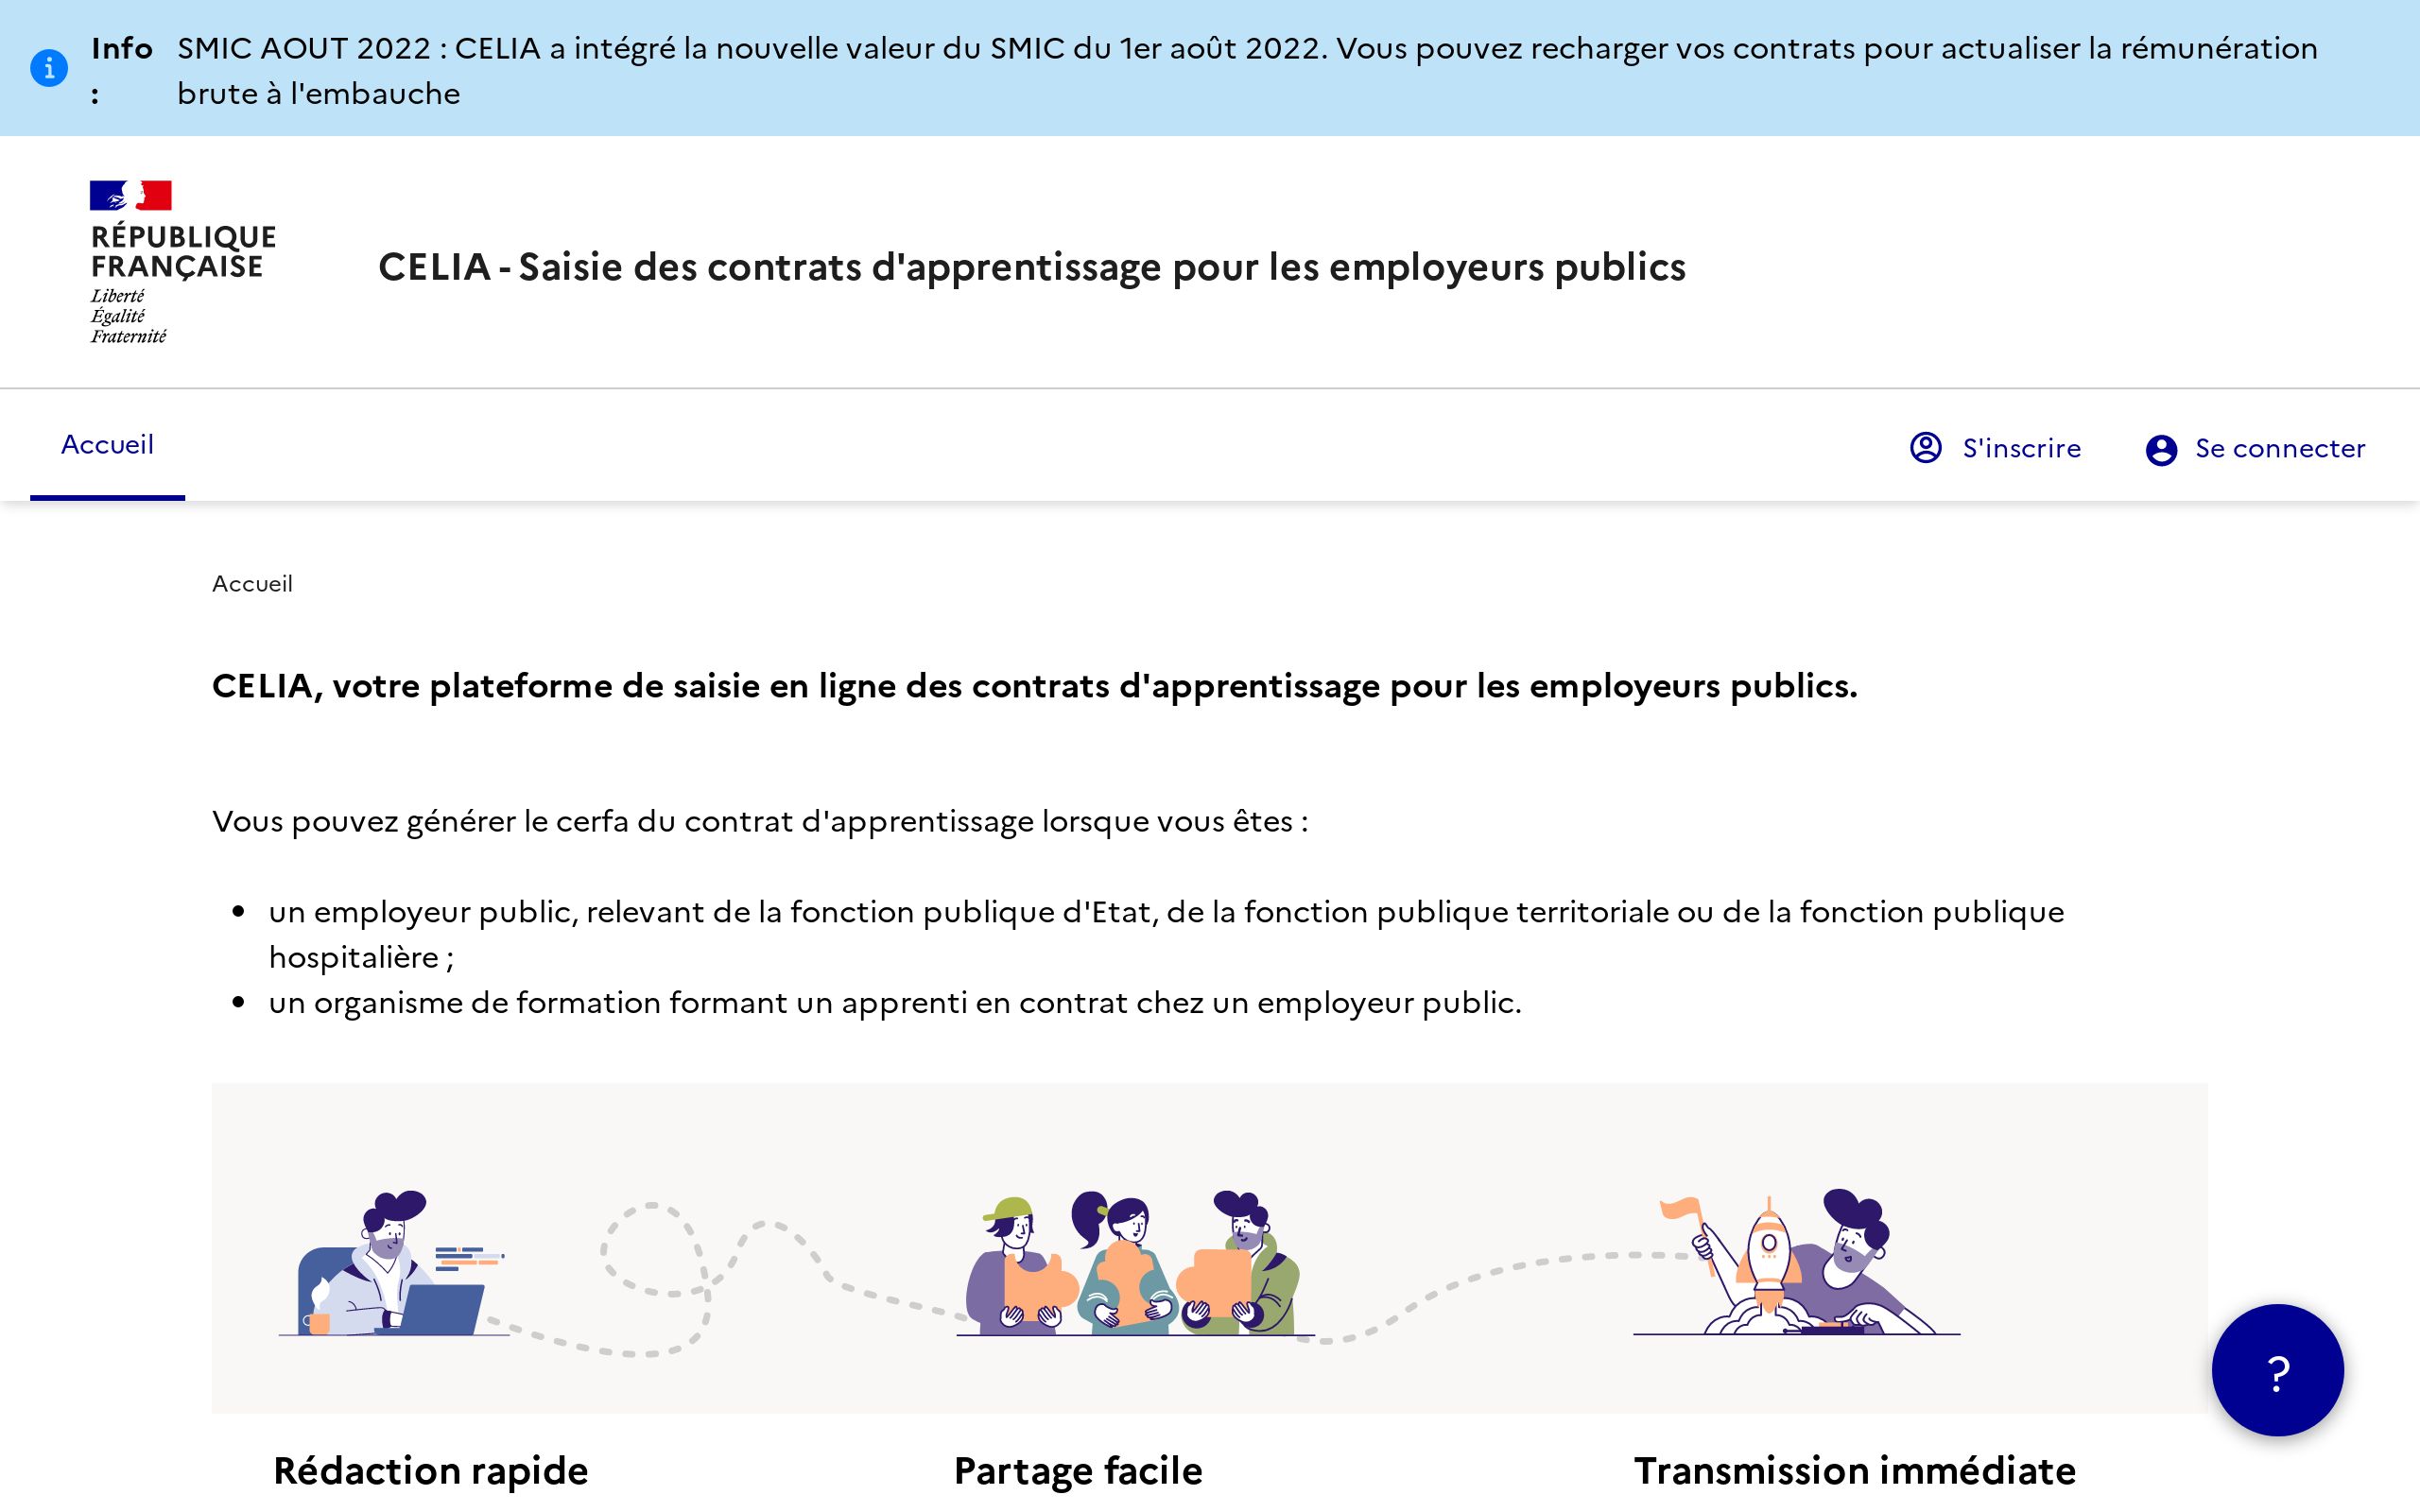 Info SMIC AOUT 2022 : CELIA a intégré la nouvelle valeur du SMIC du 1er août 2022. Vous pouvez recharger vos contrats pour actualiser la rémunération
: brute à l'embauche
RÉPUBLIQUE
FRANÇAISE
Liberté
Égalité
Fraternité
CELIA - Saisie des contrats d'apprentissage pour les employeurs publics
Accueil
S'inscrire
Se connecter
Accueil
CELIA, votre plateforme de saisie en ligne des contrats d'apprentissage pour les employeurs publics.
Vous pouvez générer le cerfa du contrat d'apprentissage lorsque vous êtes :
un employeur public, relevant de la fonction publique d'Etat, de la fonction publique territoriale ou de la fonction publique
hospitalière ;
un organisme de formation formant un apprenti en contrat chez un employeur public.
?
Rédaction rapide
Partage facile
Transmission immédiate